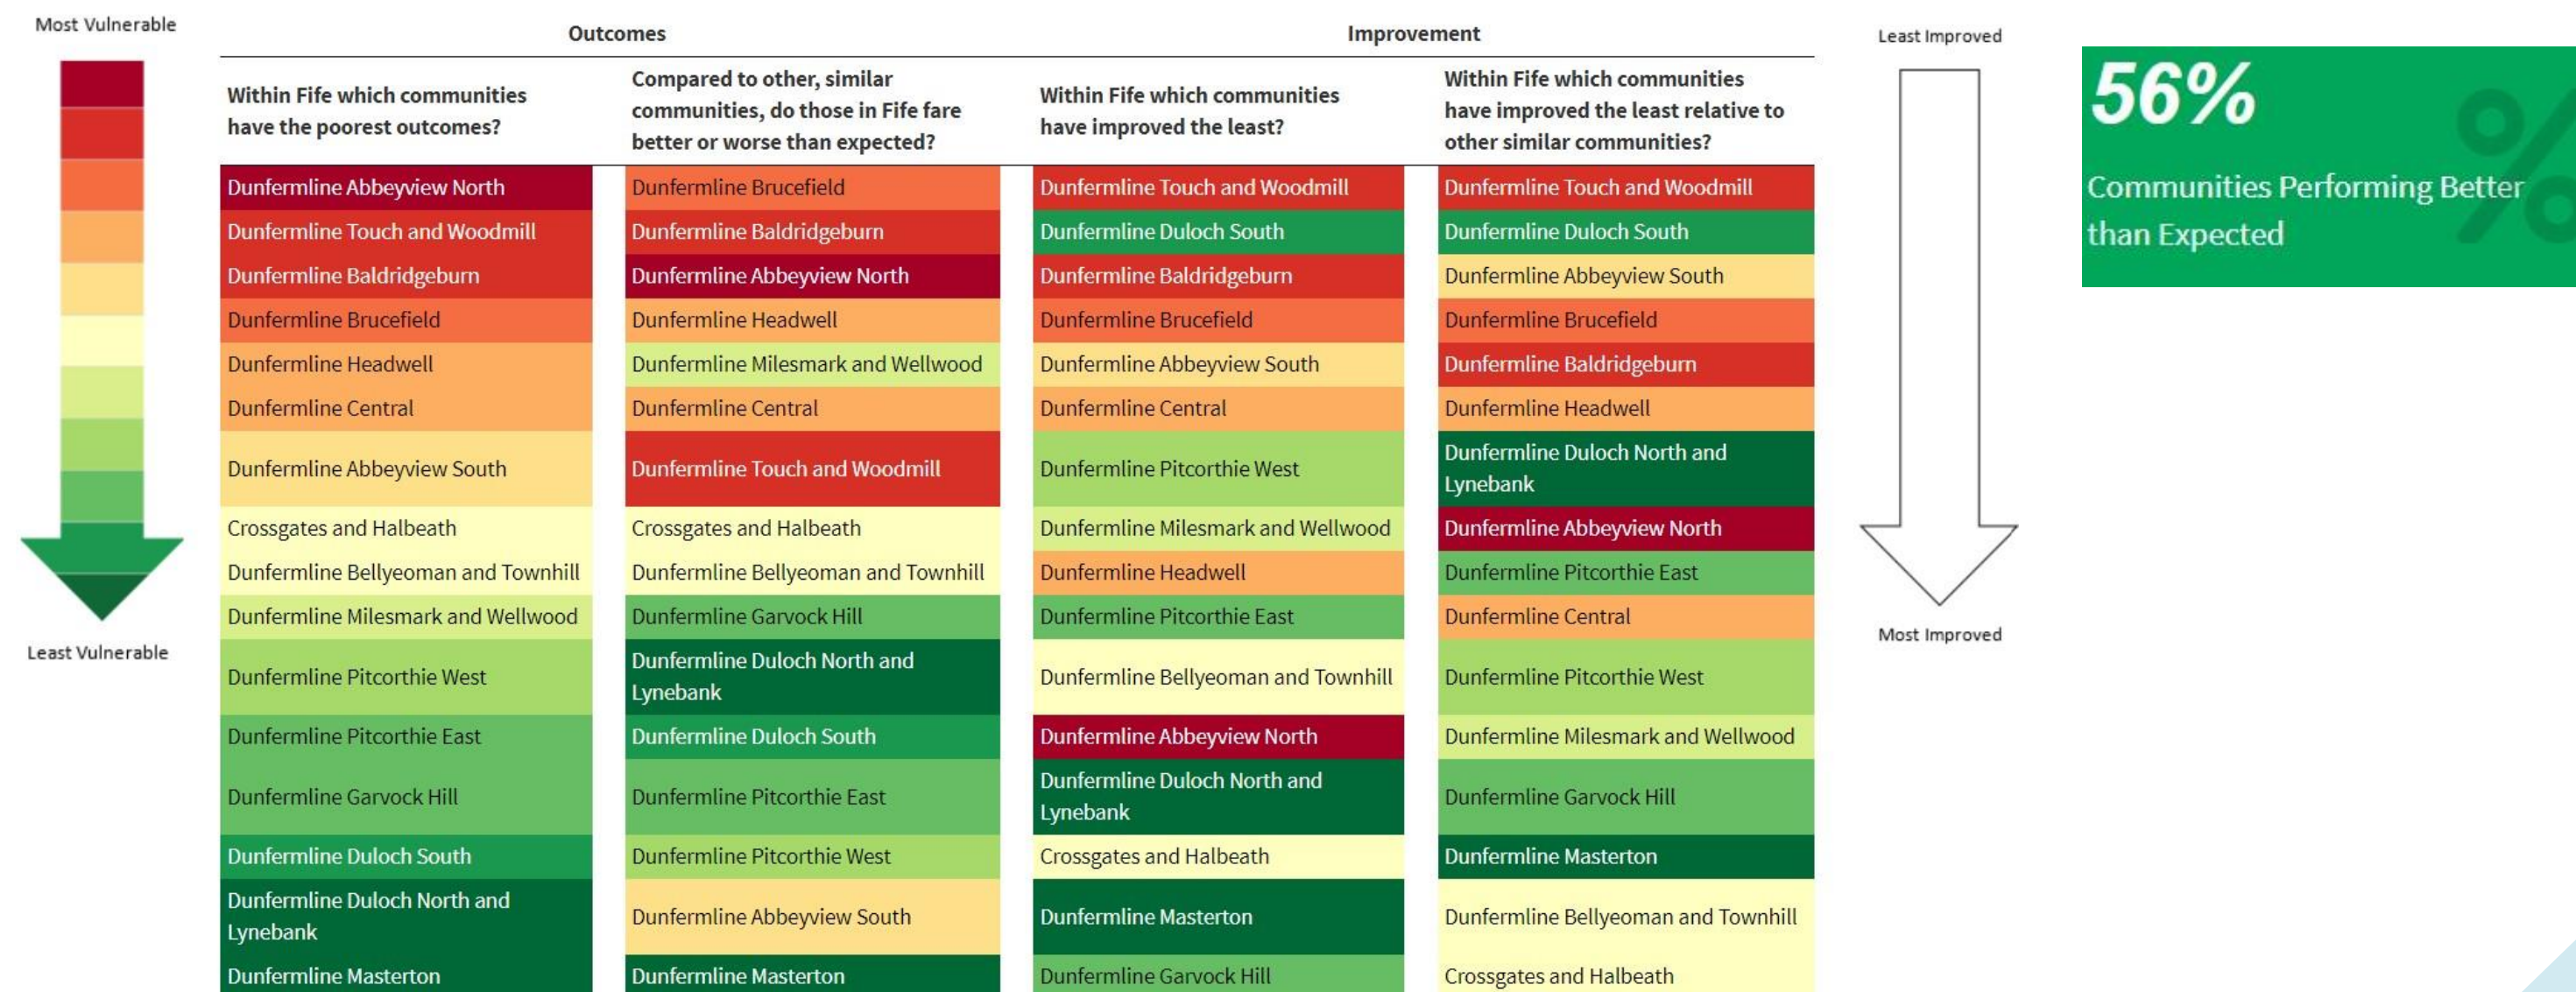 Most Vulnerable
Least Vulnerable
Outcomes
Improvement
Within Fife which communities
have the poorest outcomes?
Compared to other, similar
communities, do those in Fife fare
better or worse than expected?
Within Fife which communities
have improved the least?
Within Fife which communities
have improved the least relative to
other similar communities?
Dunfermline Abbeyview North
Dunfermline Brucefield
Dunfermline Touch and Woodmill
Dunfermline Touch and Woodmill
Dunfermline Touch and Woodmill
Dunfermline Baldridgeburn
Dunfermline Duloch South
Dunfermline Duloch South
Dunfermline Baldridgeburn
Dunfermline Abbeyview North
Dunfermline Baldridgeburn
Dunfermline Abbeyview South
Dunfermline Brucefield
Dunfermline Headwell
Dunfermline Brucefield
Dunfermline Brucefield
Dunfermline Headwell
Dunfermline Milesmark and Wellwood
Dunfermline Abbeyview South
Dunfermline Baldridgeburn
Dunfermline Central
Dunfermline Central
Dunfermline Central
Dunfermline Headwell
Dunfermline Abbeyview South
Dunfermline Touch and Woodmill
Dunfermline Pitcorthie West
Dunfermline Duloch North and
Lynebank
Crossgates and Halbeath
Crossgates and Halbeath
Dunfermline Milesmark and Wellwood
Dunfermline Abbeyview North
Dunfermline Bellyeoman and Townhill
Dunfermline Bellyeoman and Townhill
Dunfermline Headwell
Dunfermline Pitcorthie East
Dunfermline Milesmark and Wellwood
Dunfermline Garvock Hill
Dunfermline Pitcorthie East
Dunfermline Central
Dunfermline Pitcorthie West
Dunfermline Duloch North and
Lynebank
Dunfermline Bellyeoman and Townhill
Dunfermline Pitcorthie West
Dunfermline Pitcorthie East
Dunfermline Duloch South
Dunfermline Abbeyview North
Dunfermline Milesmark and Wellwood
Dunfermline Garvock Hill
Dunfermline Pitcorthie East
Dunfermline Duloch North and
Lynebank
Dunfermline Garvock Hill
Dunfermline Duloch South
Dunfermline Pitcorthie West
Crossgates and Halbeath
Dunfermline Masterton
Dunfermline Duloch North and
Lynebank
Dunfermline Abbeyview South
Dunfermline Masterton
Dunfermline Bellyeoman and Townhill
Dunfermline Masterton
Dunfermline Masterton
Dunfermline Garvock Hill
Crossgates and Halbeath
Least Improved
Most Improved
56%
%
Communities Performing Better
than Expected